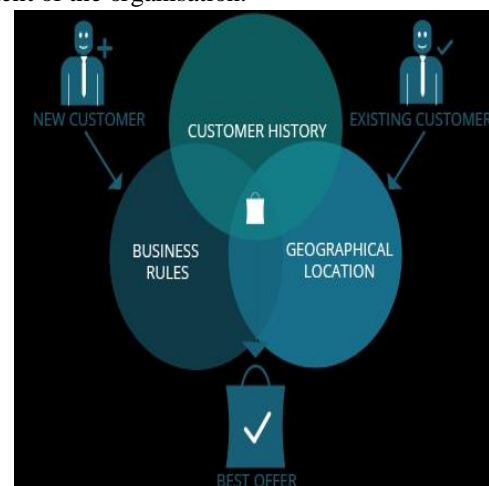 ent of the organisation.
NEW CUSTOMER
EXISTING CUSTOMER
CUSTOMER HISTORY
BUSINESS
RULES
GEOGRAPHICAL
LOCATION
BEST OFFER